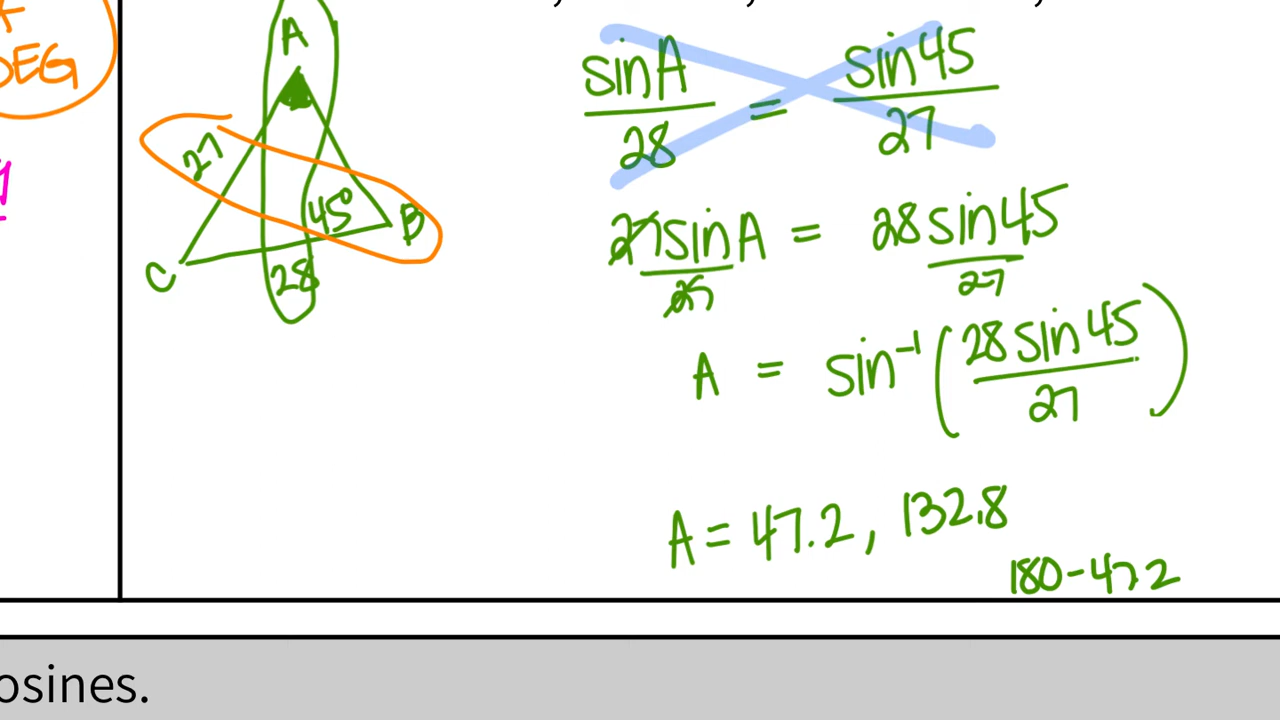 DEG
A
27
45°
B
C
28
sinA/28 = sin45/27
27sinA/27 = 28sin45/27
A = sin⁻¹(28sin45/27)
A = 47.2, 132.8
180-47.2
osines.